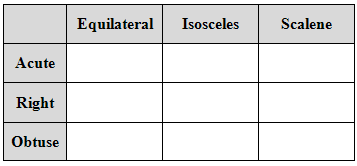 Equilateral Isosceles Scalene
Acute
Right
Obtuse